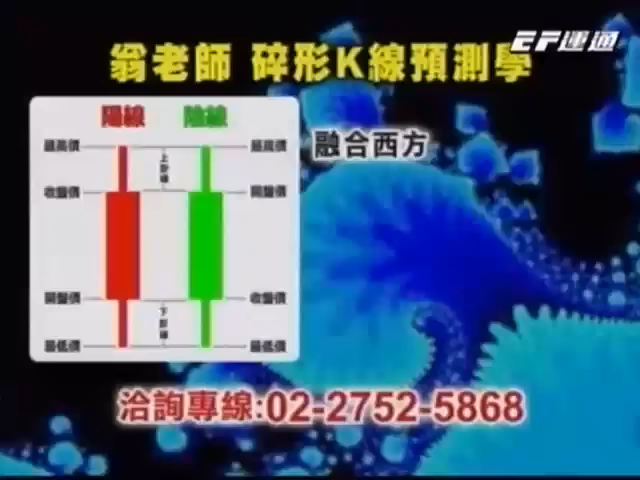 EF運通
翁老師 碎形K線預測學
陽線 陰線
最高價 最高價
上影線
融合西方
收盤價 開盤價
開盤價 收盤價
下影線
最低價 最低價
洽詢專線:02-2752-5868